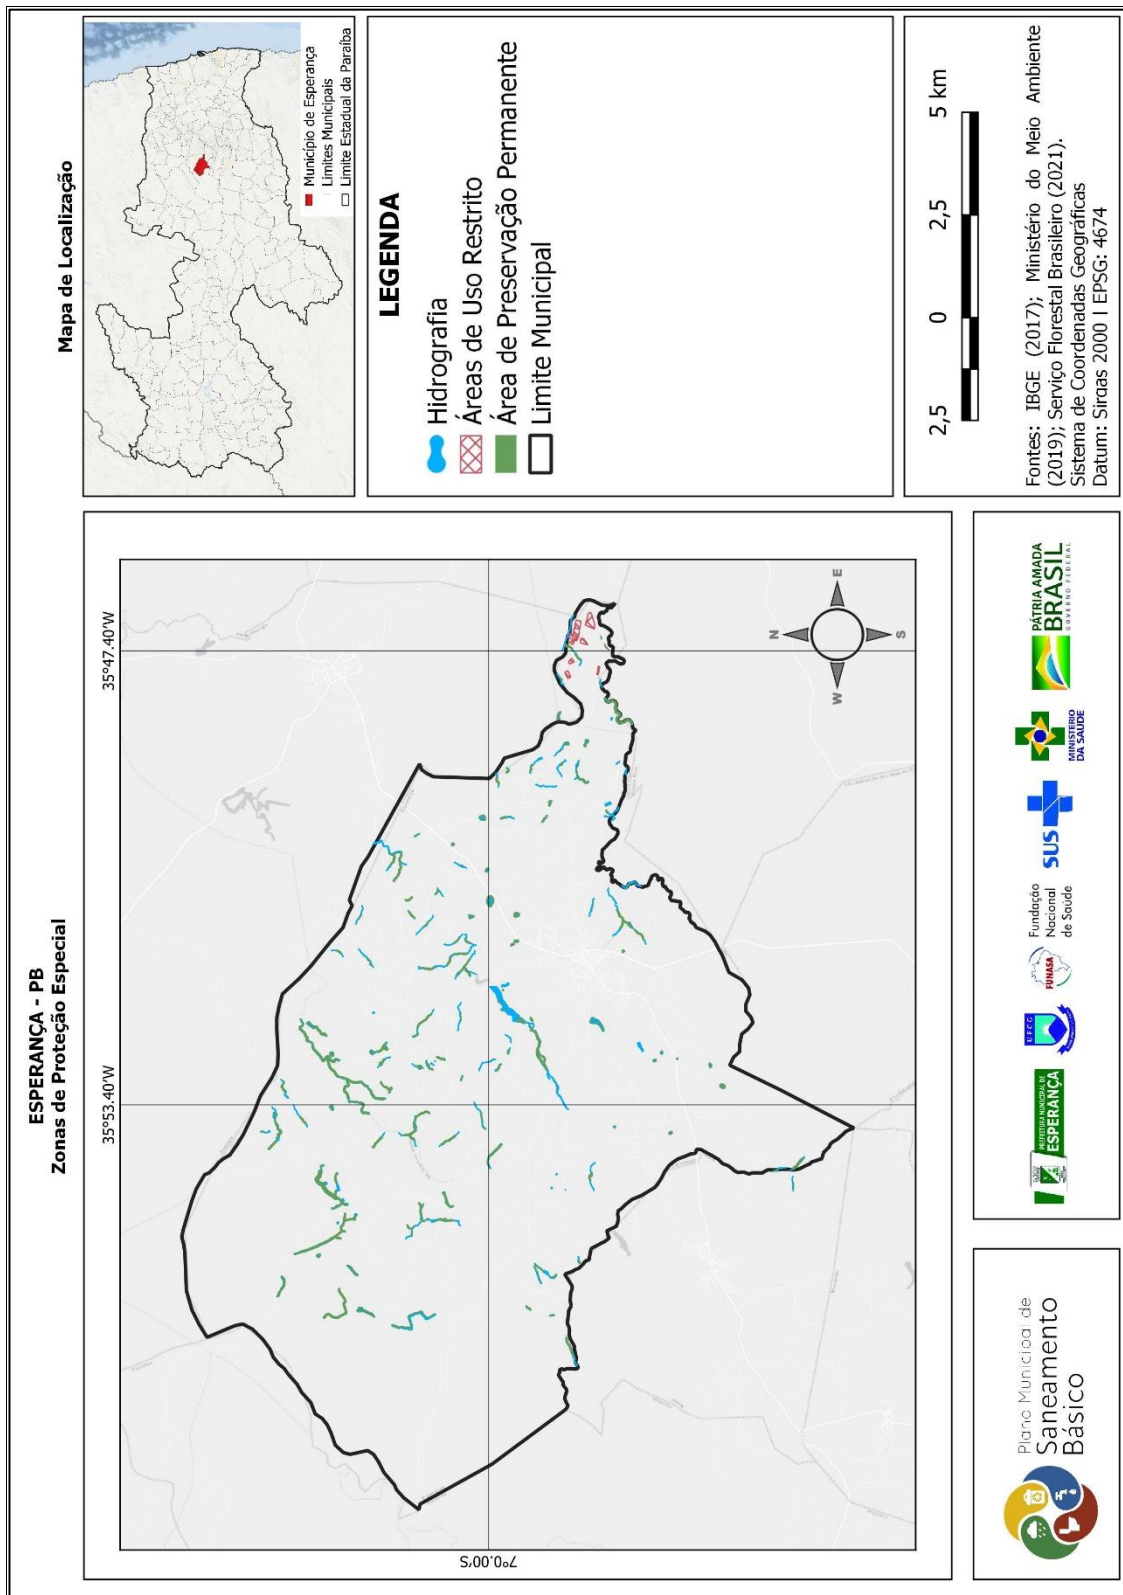 ESPERANÇA - PB
Zonas de Proteção Especial
35°53.40'W
35°47.40'W
7°0.00'S
N
E
S
W
Mapa de Localização
Município de Esperança
Limites Municipais
Limite Estadual da Paraíba
LEGENDA
Hidrografia
Áreas de Uso Restrito
Área de Preservação Permanente
Limite Municipal
2,5
0
2,5
5 km
Fontes: IBGE (2017); Ministério do Meio Ambiente
(2019); Serviço Florestal Brasileiro (2021).
Sistema de Coordenadas Geográficas
Datum: Sirgas 2000 | EPSG: 4674
Plano Municipal de
Saneamento
Básico
PREFEITURA MUNICIPAL DE
ESPERANÇA
UFCG
FUNASA
Fundação
Nacional
de Saúde
SUS
MINISTÉRIO
DA SAÚDE
PÁTRIA AMADA
BRASIL
GOVERNO FEDERAL